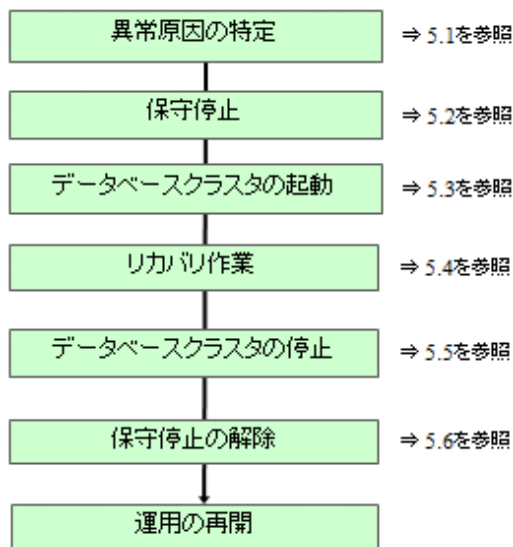 異常原因の特定 ⇒ 5.1を参照
保守停止 ⇒ 5.2を参照
データベースクラスタの起動 ⇒ 5.3を参照
リカバリ作業 ⇒ 5.4を参照
データベースクラスタの停止 ⇒ 5.5を参照
保守停止の解除 ⇒ 5.6を参照
運用の再開